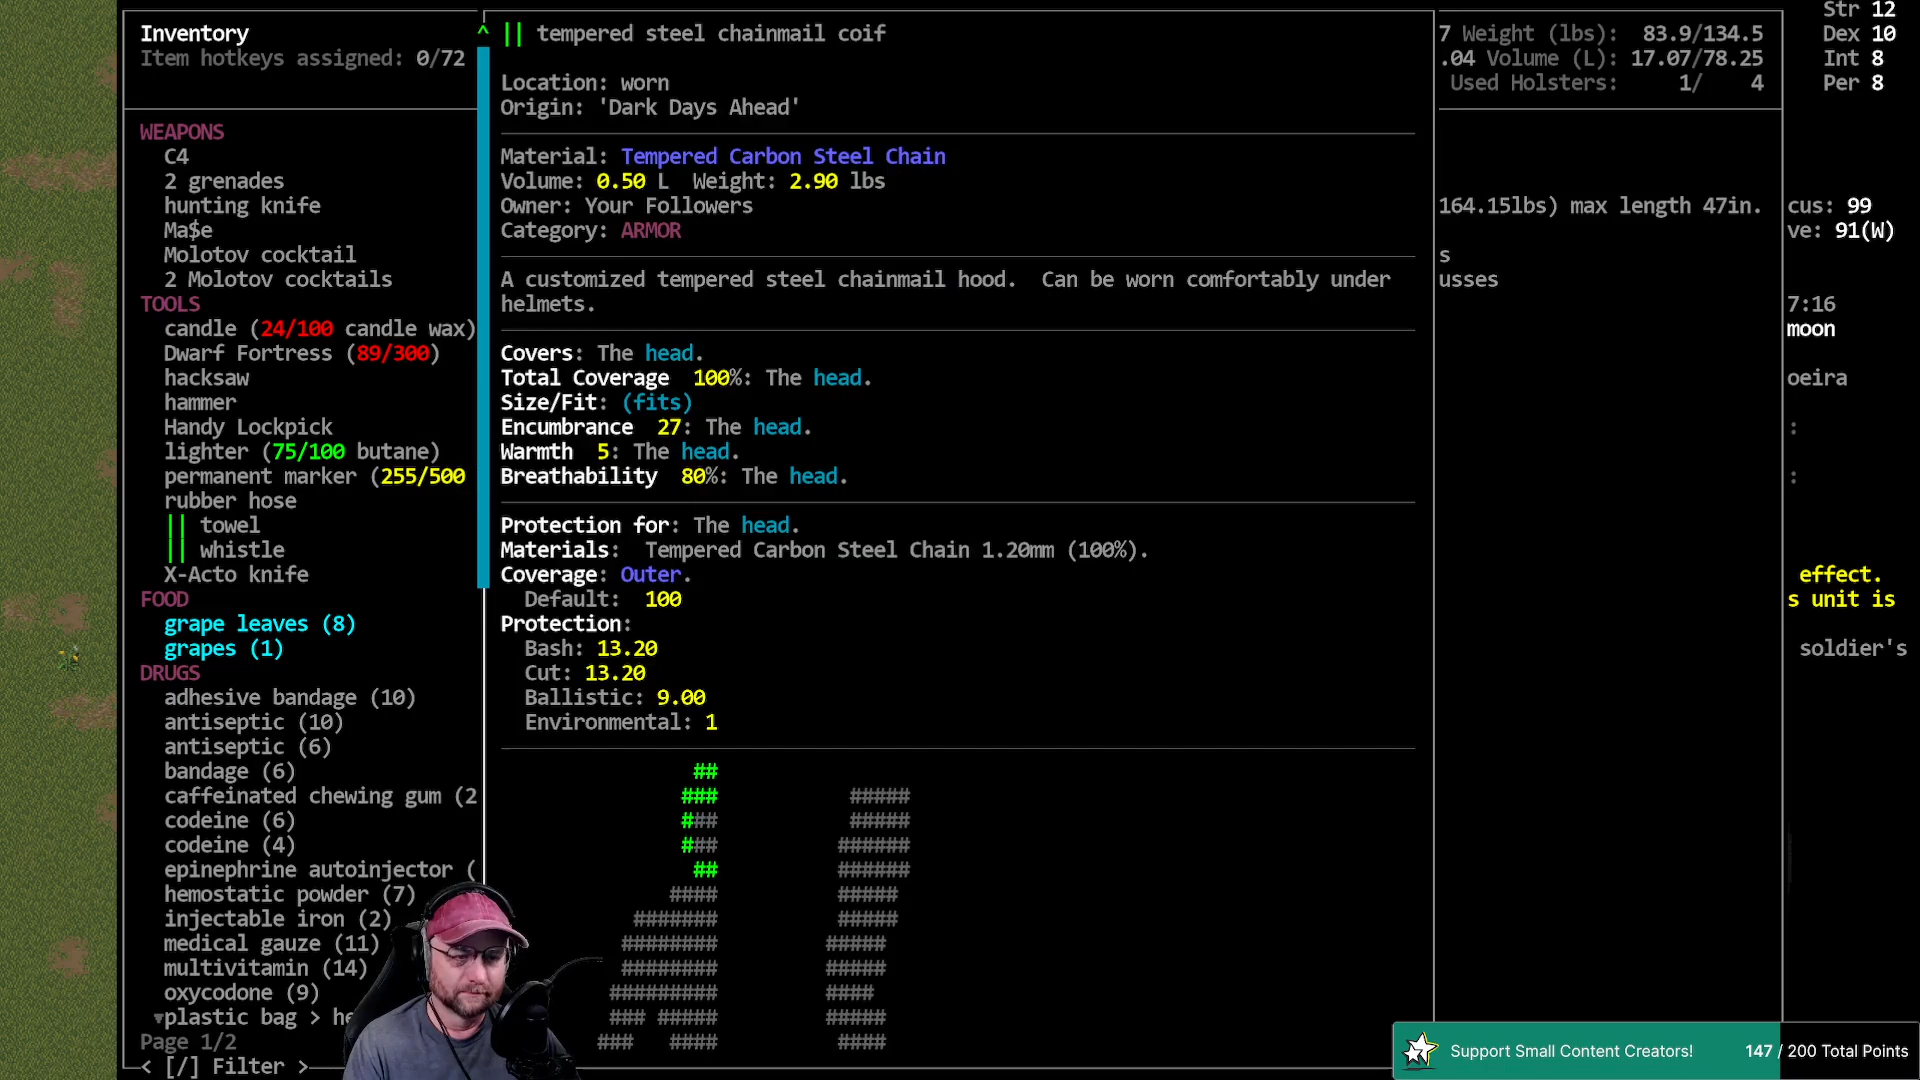 Inventory
Item hotkeys assigned: 0/72
WEAPONS
C4
2 grenades
hunting knife
Ma$e
Molotov cocktail
2 Molotov cocktails
TOOLS
candle (24/100 candle wax)
Dwarf Fortress (89/300)
hacksaw
hammer
Handy Lockpick
lighter (75/100 butane)
permanent marker (255/500
rubber hose
|| towel
|| whistle
X-Acto knife
FOOD
grape leaves (8)
grapes (1)
DRUGS
adhesive bandage (10)
antiseptic (10)
antiseptic (6)
bandage (6)
caffeinated chewing gum (2
codeine (6)
codeine (4)
epinephrine autoinjector (
hemostatic powder (7)
injectable iron (2)
medical gauze (11)
multivitamin (14)
oxycodone (9)
▼plastic bag > he
Page 1/2
< [/] Filter >
^
|| tempered steel chainmail coif
Location: worn
Origin: 'Dark Days Ahead'
Material: Tempered Carbon Steel Chain
Volume: 0.50 L  Weight: 2.90 lbs
Owner: Your Followers
Category: ARMOR
A customized tempered steel chainmail hood.  Can be worn comfortably under
helmets.
Covers: The head.
Total Coverage  100%: The head.
Size/Fit: (fits)
Encumbrance  27: The head.
Warmth  5: The head.
Breathability  80%: The head.
Protection for: The head.
Materials:  Tempered Carbon Steel Chain 1.20mm (100%).
Coverage: Outer.
Default:  100
Protection:
Bash: 13.20
Cut: 13.20
Ballistic: 9.00
Environmental: 1
##
### #####
### #####
### ######
## ######
#### #####
####### #####
######## #####
######## #####
######### ####
### ##### #####
### #### ####
7 Weight (lbs): 83.9/134.5
.04 Volume (L): 17.07/78.25
Used Holsters: 1/ 4
164.15lbs) max length 47in.
s
usses
Str 12
Dex 10
Int 8
Per 8
cus: 99
ve: 91(W)
7:16
moon
oeira
:
:
effect.
s unit is
soldier's
Support Small Content Creators! 147 / 200 Total Points